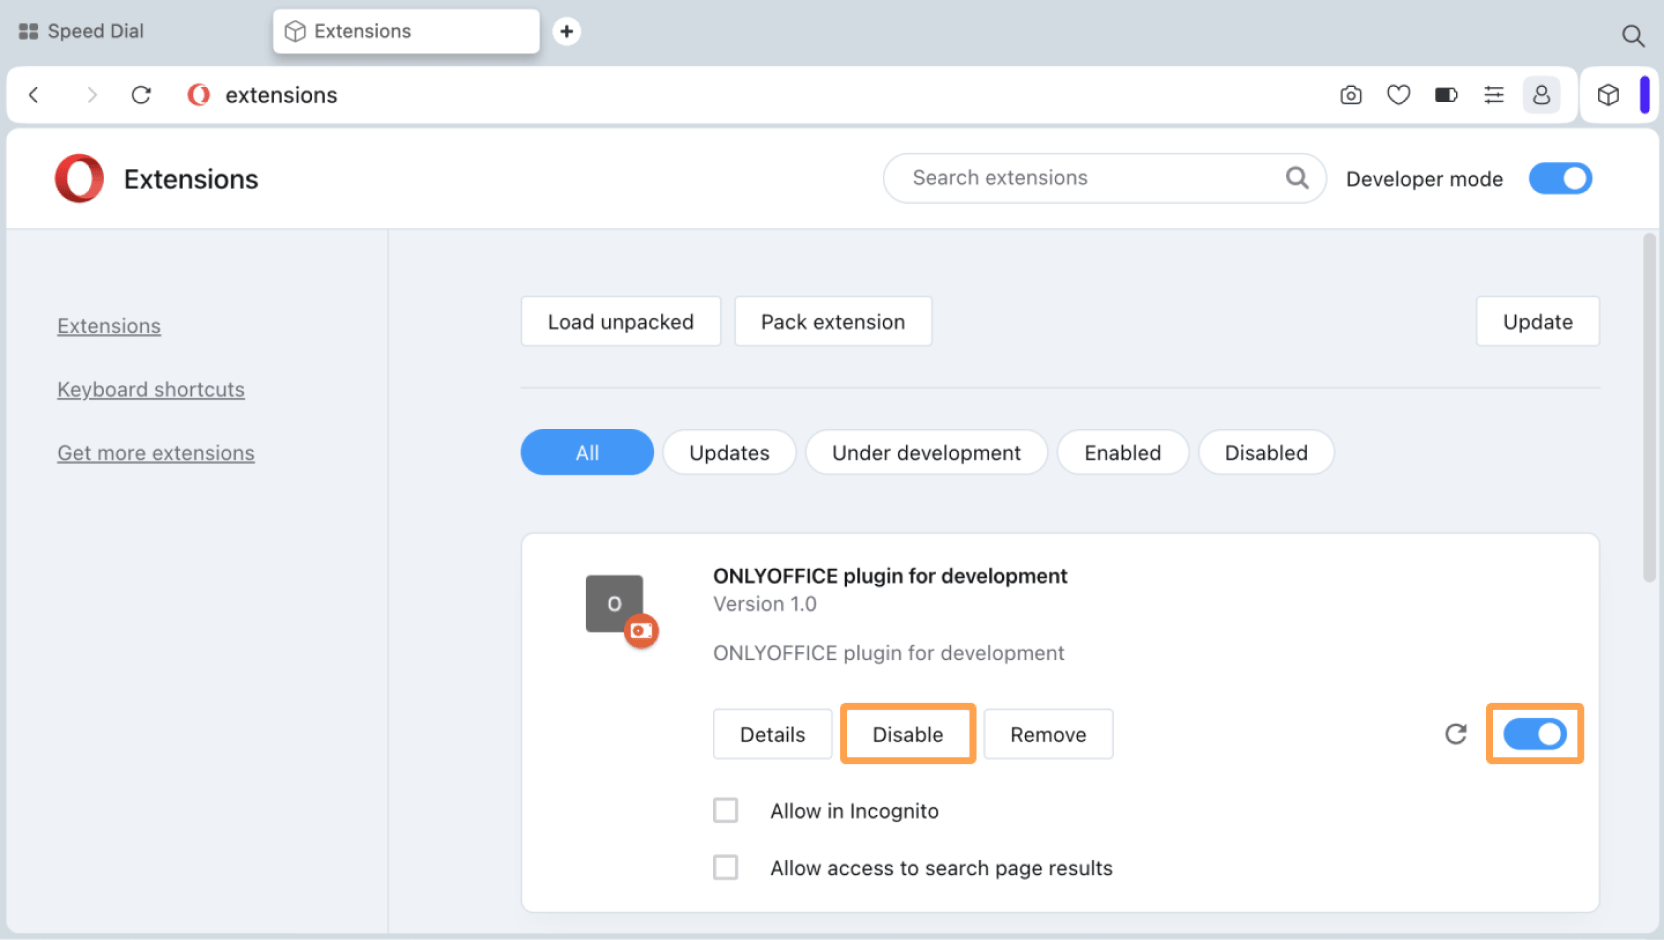 Speed Dial
Extensions
extensions
Extensions
Search extensions
Developer mode
Extensions
Keyboard shortcuts
Get more extensions
Load unpacked
Pack extension
Update
All
Updates
Under development
Enabled
Disabled
O
ONLYOFFICE plugin for development
Version 1.0
ONLYOFFICE plugin for development
Details
Disable
Remove
Allow in Incognito
Allow access to search page results